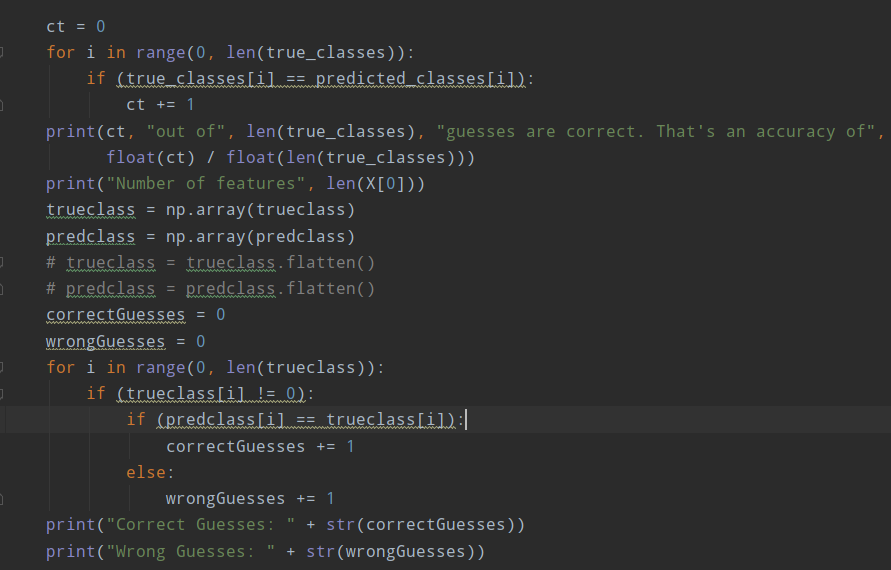 ct = 0
for i in range(0, len(true_classes)):
    if (true_classes[i] == predicted_classes[i]):
        ct += 1
print(ct, "out of", len(true_classes), "guesses are correct. That's an accuracy of",
      float(ct) / float(len(true_classes)))
print("Number of features", len(X[0]))
trueclass = np.array(trueclass)
predclass = np.array(predclass)
# trueclass = trueclass.flatten()
# predclass = predclass.flatten()
correctGuesses = 0
wrongGuesses = 0
for i in range(0, len(trueclass)):
    if (trueclass[i] != 0):
        if (predclass[i] == trueclass[i]):
            correctGuesses += 1
        else:
            wrongGuesses += 1
print("Correct Guesses: " + str(correctGuesses))
print("Wrong Guesses: " + str(wrongGuesses))